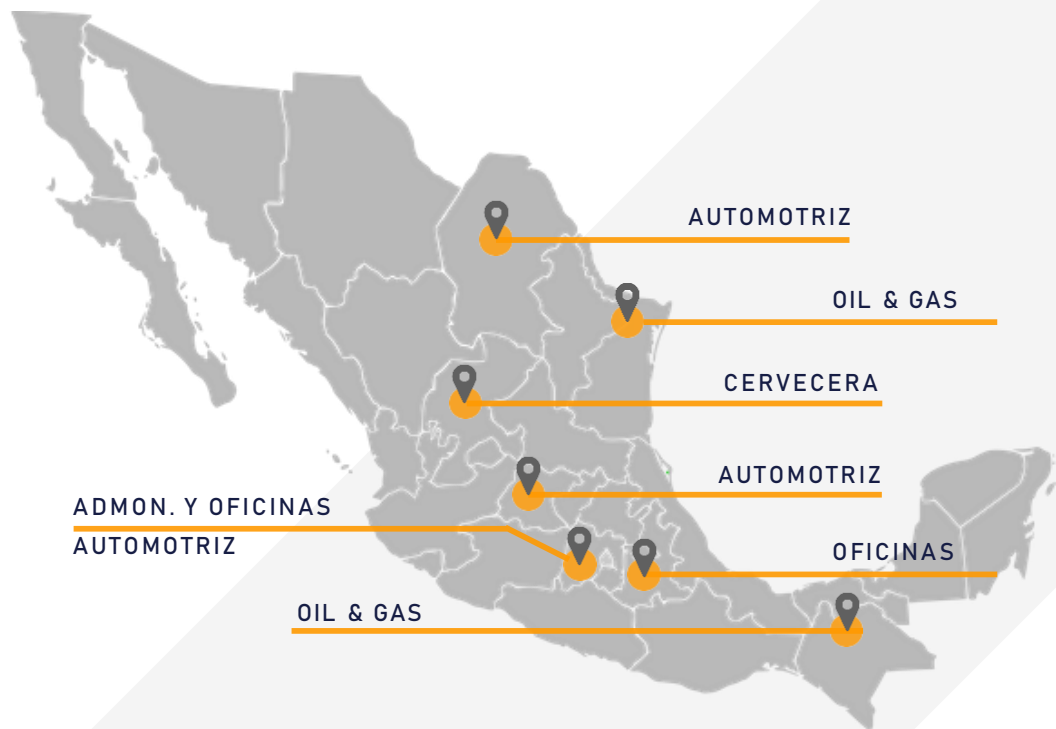 AUTOMOTRIZ
OIL & GAS
CERVECERA
AUTOMOTRIZ
ADMON. Y OFICINAS
AUTOMOTRIZ
OFICINAS
OIL & GAS